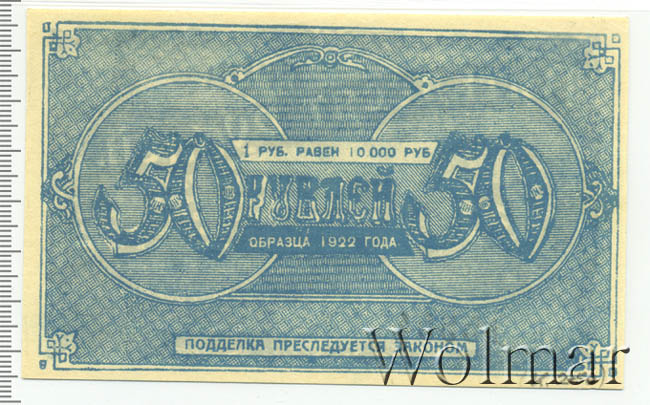 1 РУБ. РАВЕН 10.000 РУБ
50 РУБЛЕЙ 50
ОБРАЗЦА 1922 ГОДА
ПОДДЕЛКА ПРЕСЛЕДУЕТСЯ ЗАКОНОМ
Wolmar